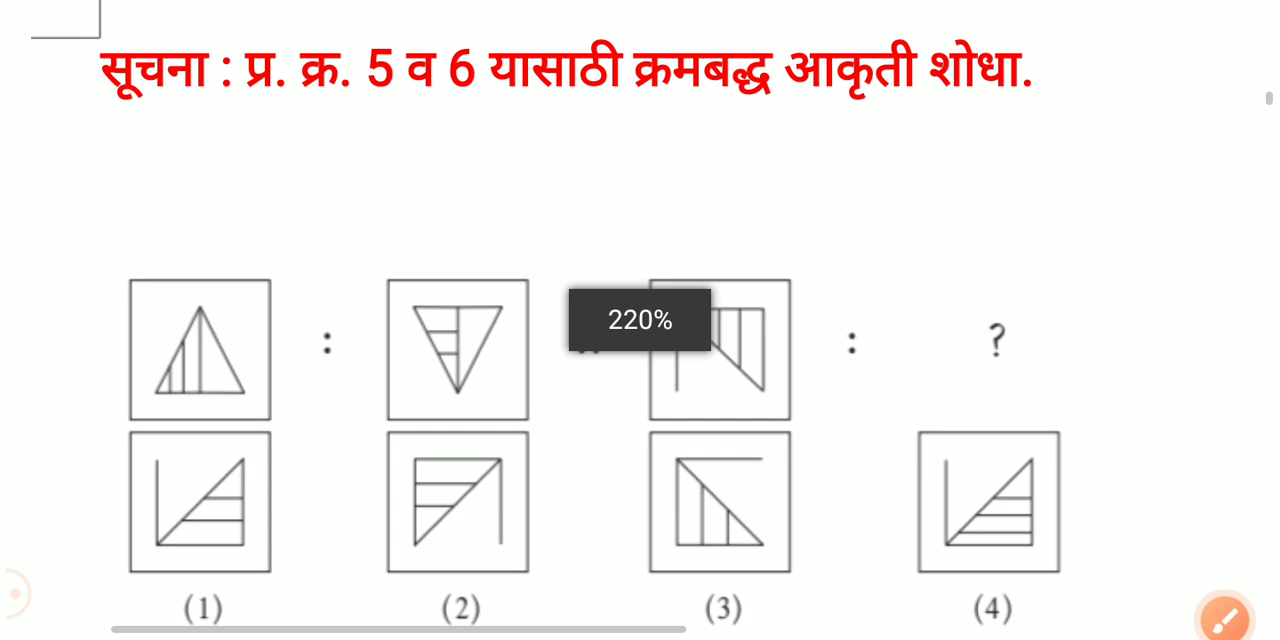 सूचना : प्र. क्र. 5 व 6 यासाठी क्रमबद्ध आकृती शोधा.
220%
: : ?
(1) (2) (3) (4)